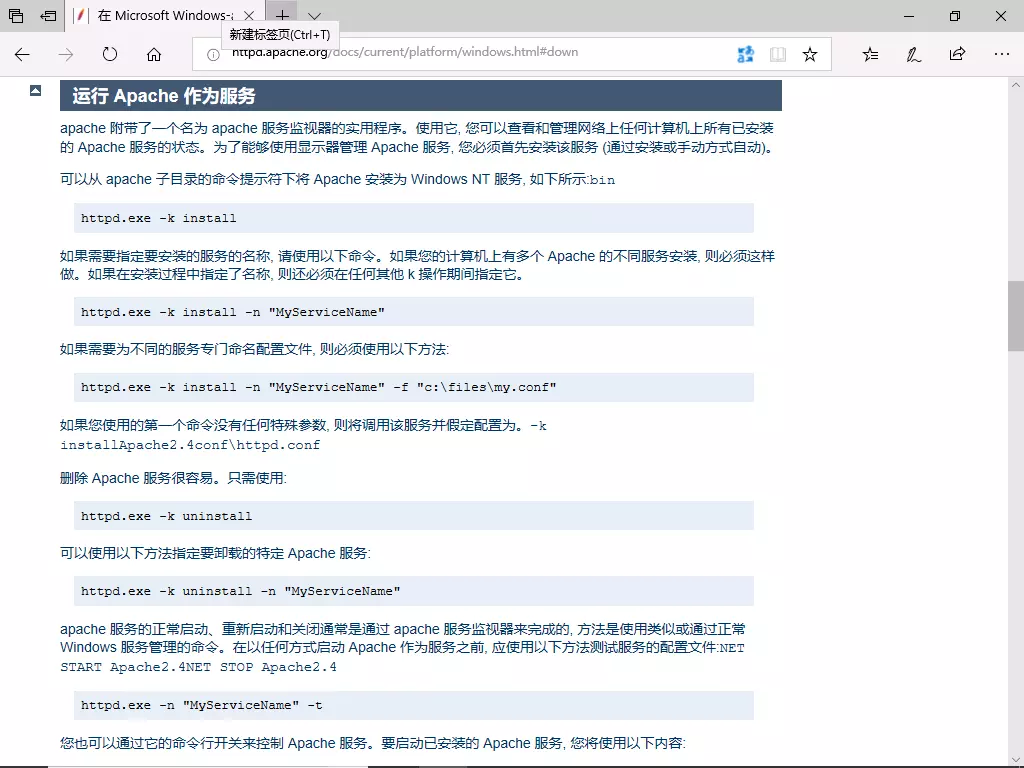 在 Microsoft Windows-
新建标签页(Ctrl+T)
httpd.apache.org/docs/current/platform/windows.html#down
运行 Apache 作为服务
apache 附带了一个名为 apache 服务监视器的实用程序。使用它, 您可以查看和管理网络上任何计算机上所有已安装
的 Apache 服务的状态。为了能够使用显示器管理 Apache 服务, 您必须首先安装该服务 (通过安装或手动方式自动)。
可以从 apache 子目录的命令提示符下将 Apache 安装为 Windows NT 服务, 如下所示:bin
httpd.exe -k install
如果需要指定要安装的服务的名称, 请使用以下命令。如果您的计算机上有多个 Apache 的不同服务安装, 则必须这样
做。如果在安装过程中指定了名称, 则还必须在任何其他 k 操作期间指定它。
httpd.exe -k install -n "MyServiceName"
如果需要为不同的服务专门命名配置文件, 则必须使用以下方法:
httpd.exe -k install -n "MyServiceName" -f "c:\files\my.conf"
如果您使用的第一个命令没有任何特殊参数, 则将调用该服务并假定配置为。-k
installApache2.4conf\httpd.conf
删除 Apache 服务很容易。只需使用:
httpd.exe -k uninstall
可以使用以下方法指定要卸载的特定 Apache 服务:
httpd.exe -k uninstall -n "MyServiceName"
apache 服务的正常启动、重新启动和关闭通常是通过 apache 服务监视器来完成的, 方法是使用类似或通过正常
Windows 服务管理的命令。在以任何方式启动 Apache 作为服务之前, 应使用以下方法测试服务的配置文件:NET
START Apache2.4NET STOP Apache2.4
httpd.exe -n "MyServiceName" -t
您也可以通过它的命令行开关来控制 Apache 服务。要启动已安装的 Apache 服务, 您将使用以下内容: